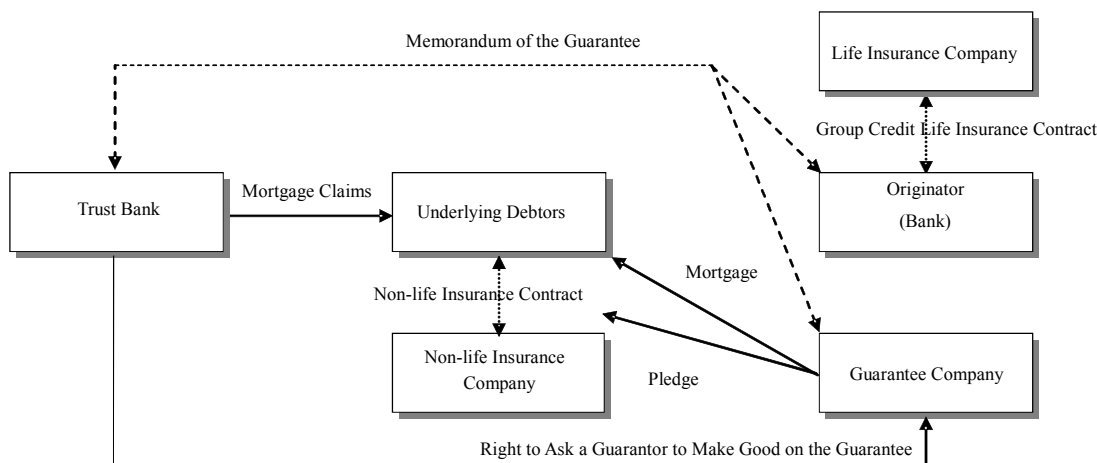 Memorandum of the Guarantee
Life Insurance Company
Group Credit Life Insurance Contract
Trust Bank
Mortgage Claims
Underlying Debtors
Originator
(Bank)
Mortgage
Non-life Insurance Contract
Non-life Insurance
Company
Pledge
Guarantee Company
Right to Ask a Guarantor to Make Good on the Guarantee